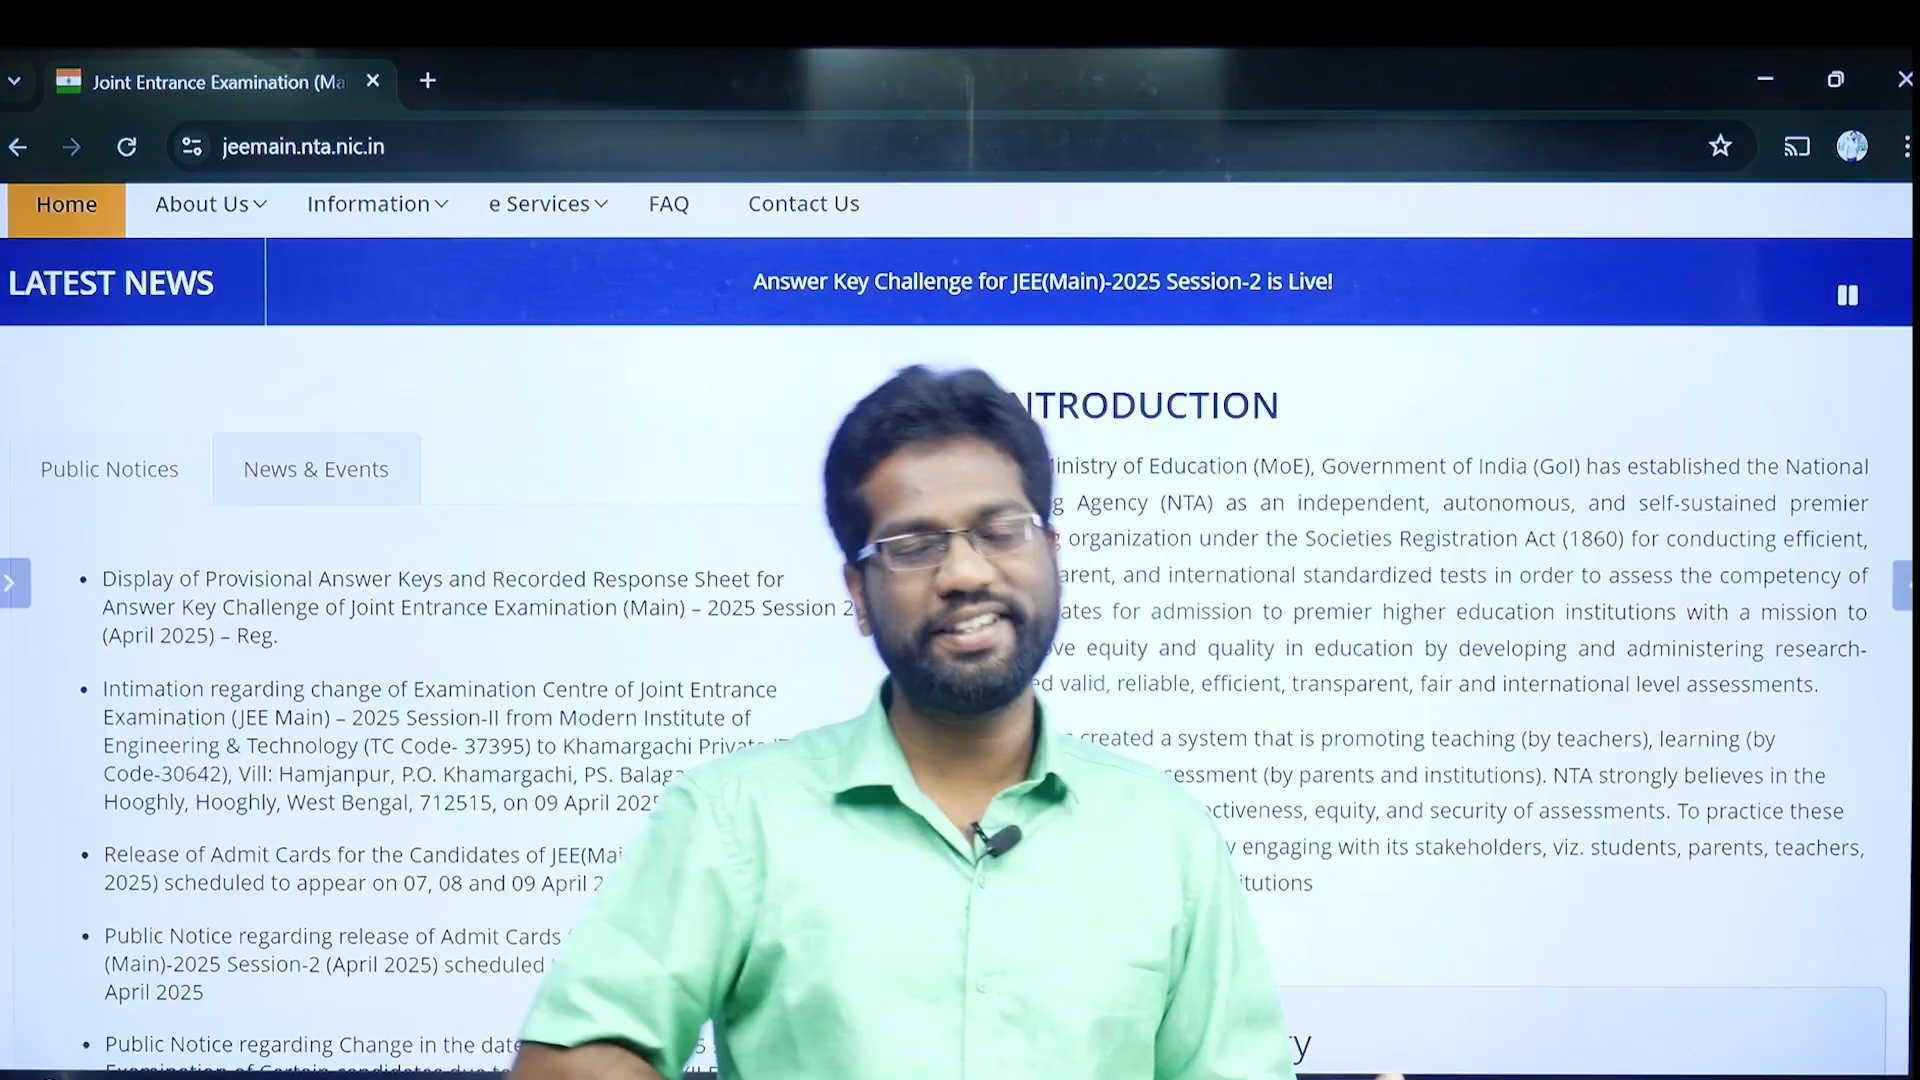 Joint Entrance Examination (Ma
jeemain.nta.nic.in
Home About Us Information e Services FAQ Contact Us
LATEST NEWS
Answer Key Challenge for JEE(Main)-2025 Session-2 is Live!
Public Notices News & Events
Display of Provisional Answer Keys and Recorded Response Sheet for
Answer Key Challenge of Joint Entrance Examination (Main) – 2025 Session 2
(April 2025) – Reg.
Intimation regarding change of Examination Centre of Joint Entrance
Examination (JEE Main) – 2025 Session-II from Modern Institute of
Engineering & Technology (TC Code- 37395) to Khamargachi Private
Code-30642), Vill: Hamjanpur, P.O. Khamargachi, PS. Balaga
Hooghly, Hooghly, West Bengal, 712515, on 09 April 2025
Release of Admit Cards for the Candidates of JEE(Mai
2025) scheduled to appear on 07, 08 and 09 April 2
Public Notice regarding release of Admit Cards
(Main)-2025 Session-2 (April 2025) scheduled
April 2025
Public Notice regarding Change in the date
NTRODUCTION
inistry of Education (MoE), Government of India (GoI) has established the National
g Agency (NTA) as an independent, autonomous, and self-sustained premier
organization under the Societies Registration Act (1860) for conducting efficient,
arent, and international standardized tests in order to assess the competency of
ates for admission to premier higher education institutions with a mission to
ve equity and quality in education by developing and administering research-
ed valid, reliable, efficient, transparent, fair and international level assessments.
created a system that is promoting teaching (by teachers), learning (by
essment (by parents and institutions). NTA strongly believes in the
ctiveness, equity, and security of assessments. To practice these
y engaging with its stakeholders, viz. students, parents, teachers,
itutions